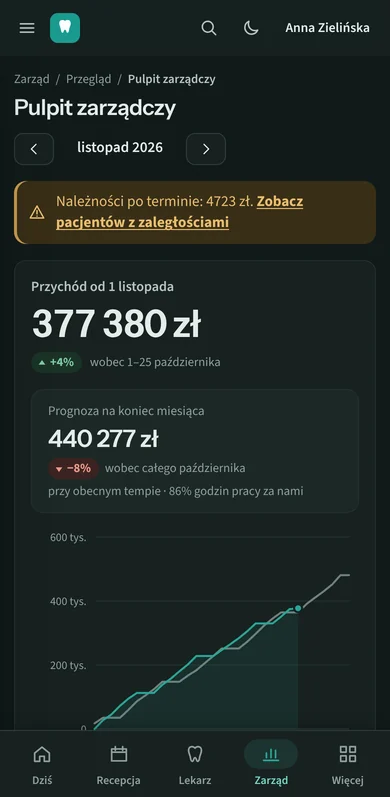 Anna Zielińska
Zarząd / Przegląd / Pulpit zarządczy
Pulpit zarządczy
listopad 2026
Należności po terminie: 4723 zł. Zobacz
pacjentów z zaległościami
Przychód od 1 listopada
377 380 zł
+4% wobec 1–25 października
Prognoza na koniec miesiąca
440 277 zł
−8% wobec całego października
przy obecnym tempie · 86% godzin pracy za nami
600 tys.
400 tys.
200 tys.
0
Dziś
Recepcja
Lekarz
Zarząd
Więcej